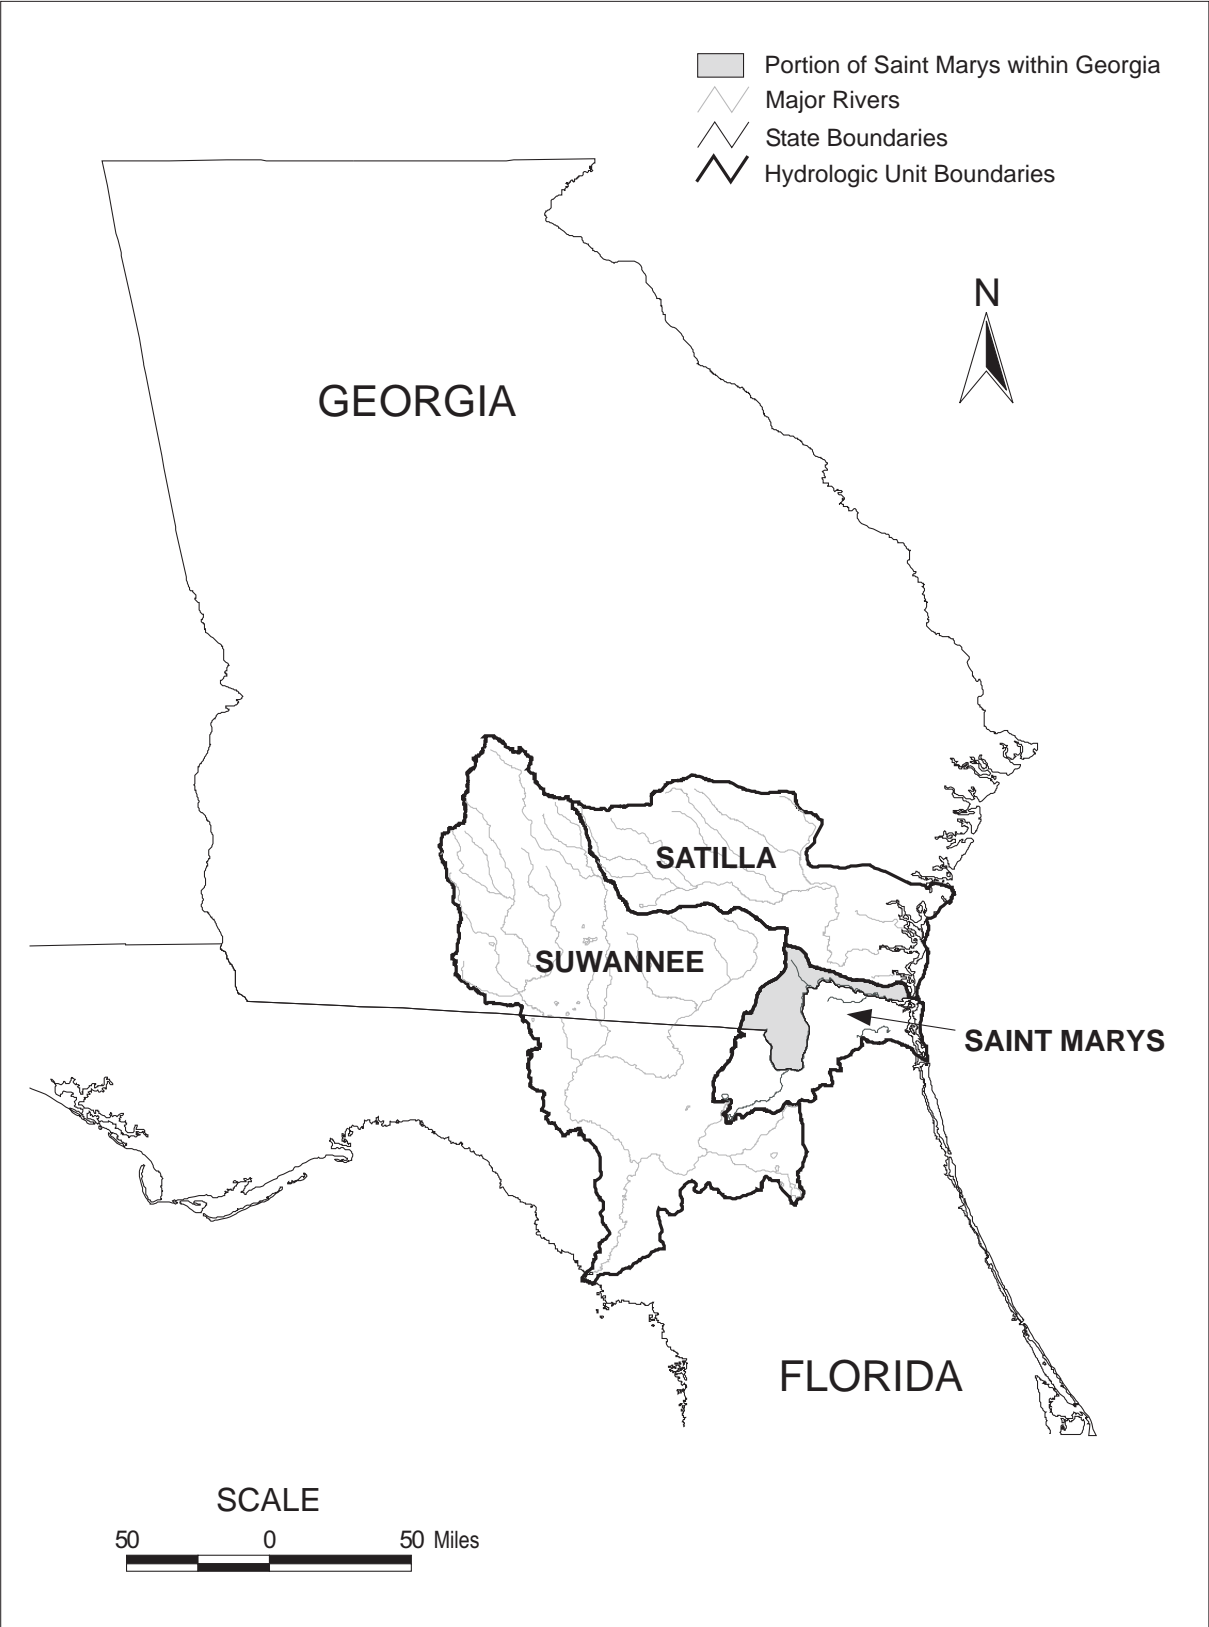 Portion of Saint Marys within Georgia
Major Rivers
State Boundaries
Hydrologic Unit Boundaries
N
GEORGIA
SATILLA
SUWANNEE
SAINT MARYS
FLORIDA
SCALE
50 0 50 Miles